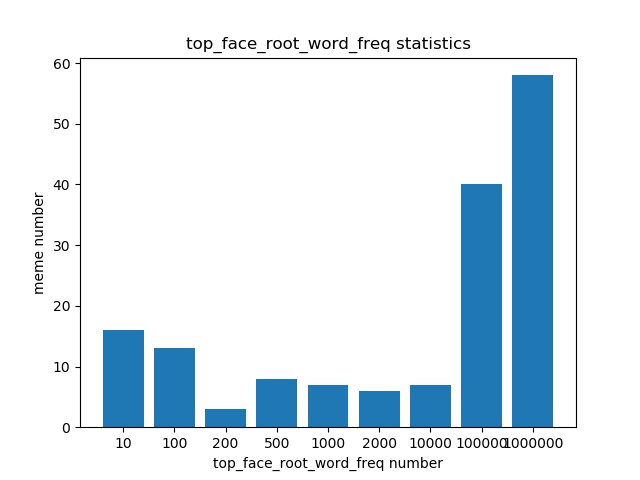 top_face_root_word_freq statistics
meme number
60
50
40
30
20
10
0
10 100 200 500 1000 2000 10000 100000 1000000
top_face_root_word_freq number